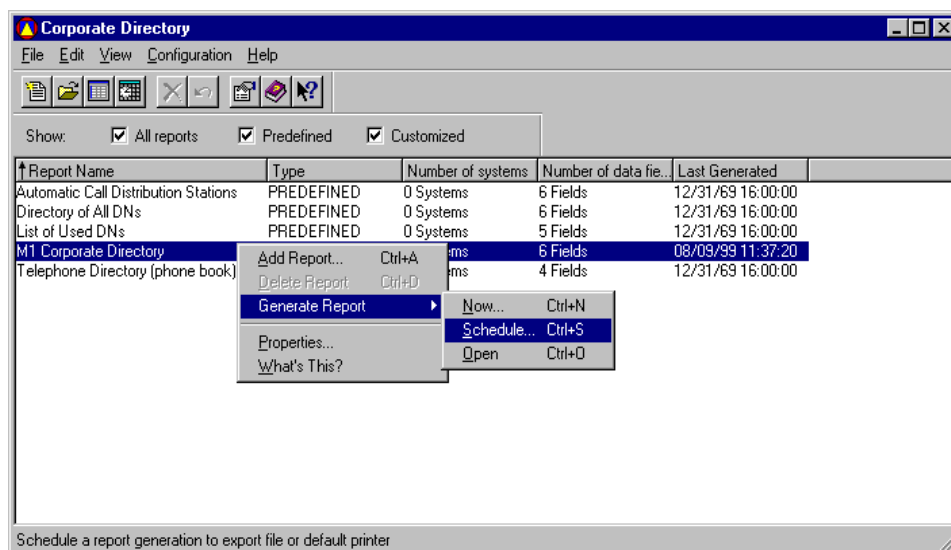 Corporate Directory
File Edit View Configuration Help
Show: All reports Predefined Customized
Report Name Type Number of systems Number of data fie... Last Generated
Automatic Call Distribution Stations PREDEFINED 0 Systems 6 Fields 12/31/69 16:00:00
Directory of All DNs PREDEFINED 0 Systems 6 Fields 12/31/69 16:00:00
List of Used DNs PREDEFINED 0 Systems 5 Fields 12/31/69 16:00:00
M1 Corporate Directory ms 6 Fields 08/09/99 11:37:20
Telephone Directory (phone book) ms 4 Fields 12/31/69 16:00:00
Add Report... Ctrl+A
Delete Report Ctrl+D
Generate Report
Properties...
What's This?
Now... Ctrl+N
Schedule... Ctrl+S
Open Ctrl+O
Schedule a report generation to export file or default printer